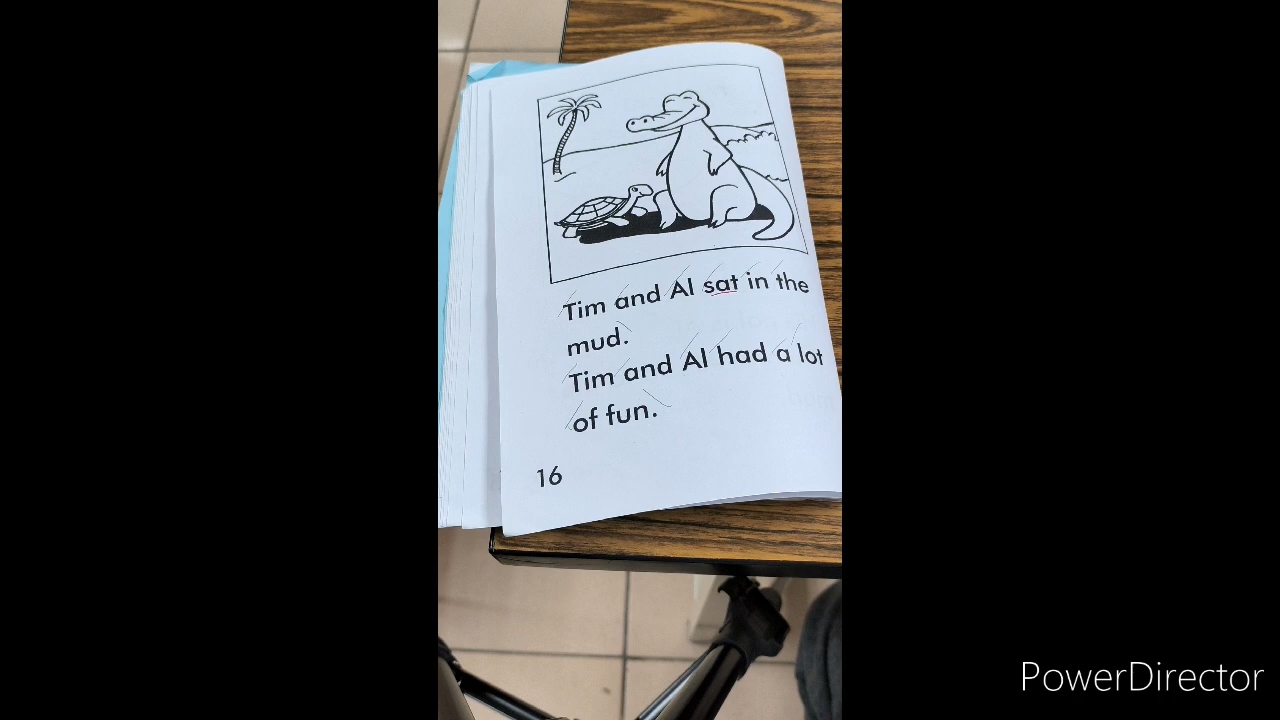 Tim and Al sat in the
mud.
Tim and Al had a lot
of fun.
16
PowerDirector